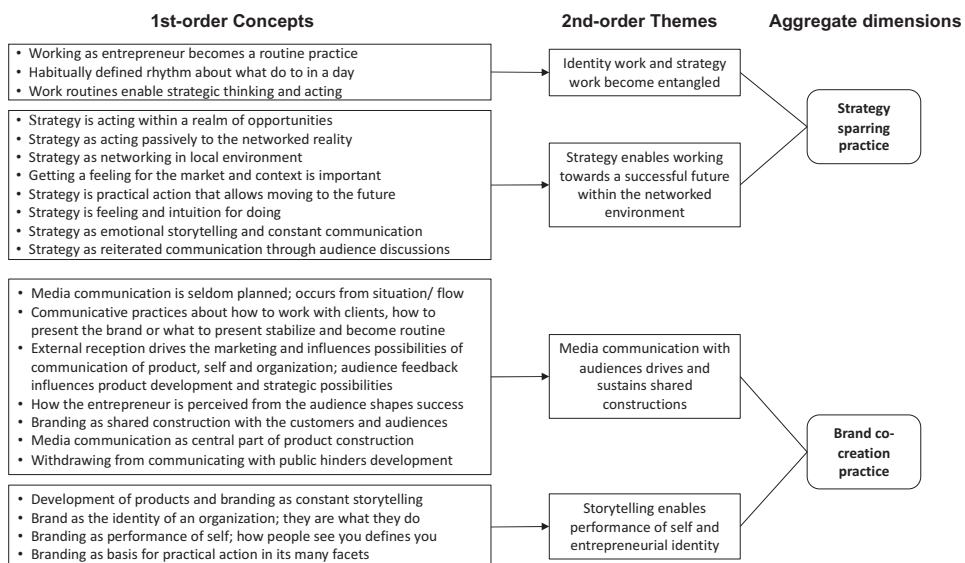 1st-order Concepts
2nd-order Themes
Aggregate dimensions
• Working as entrepreneur becomes a routine practice
• Habitually defined rhythm about what do to in a day
• Work routines enable strategic thinking and acting
Identity work and strategy
work become entangled
• Strategy is acting within a realm of opportunities
• Strategy as acting passively to the networked reality
• Strategy as networking in local environment
• Getting a feeling for the market and context is important
• Strategy is practical action that allows moving to the future
• Strategy is feeling and intuition for doing
• Strategy as emotional storytelling and constant communication
• Strategy as reiterated communication through audience discussions
Strategy enables working
towards a successful future
within the networked
environment
Strategy
sparring
practice
• Media communication is seldom planned; occurs from situation/ flow
• Communicative practices about how to work with clients, how to
present the brand or what to present stabilize and become routine
• External reception drives the marketing and influences possibilities of
communication of product, self and organization; audience feedback
influences product development and strategic possibilities
• How the entrepreneur is perceived from the audience shapes success
• Branding as shared construction with the customers and audiences
• Media communication as central part of product construction
• Withdrawing from communicating with public hinders development
Media communication with
audiences drives and
sustains shared
constructions
• Development of products and branding as constant storytelling
• Brand as the identity of an organization; they are what they do
• Branding as performance of self; how people see you defines you
• Branding as basis for practical action in its many facets
Storytelling enables
performance of self and
entrepreneurial identity
Brand co-
creation
practice